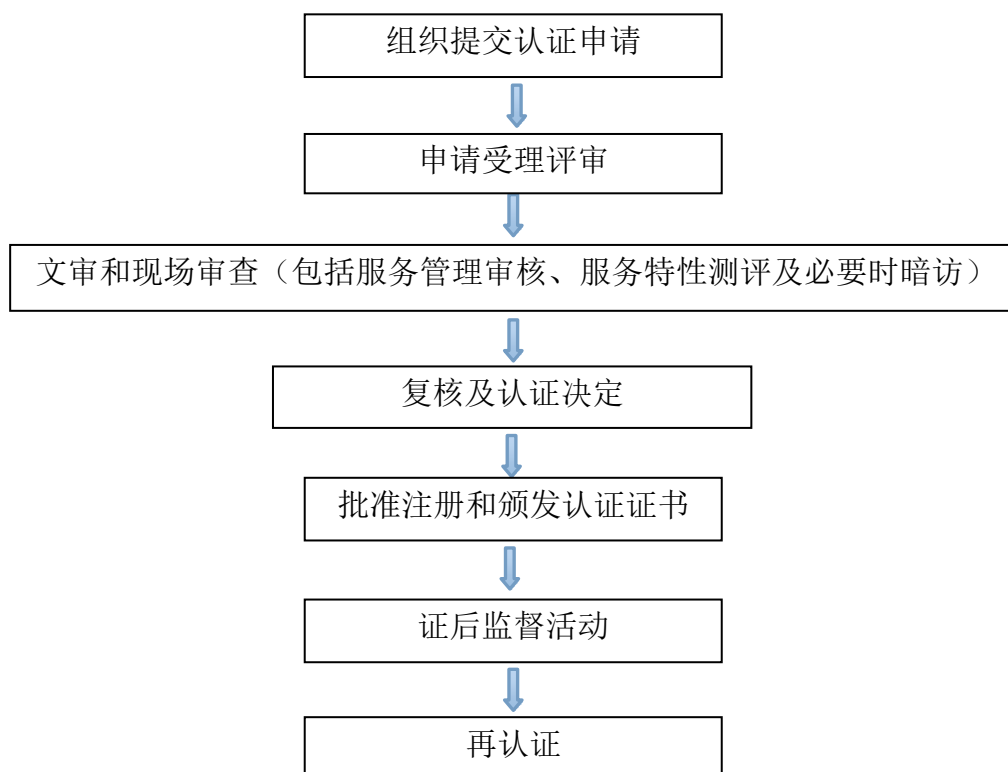 组织提交认证申请
申请受理评审
文审和现场审查（包括服务管理审核、服务特性测评及必要时暗访）
复核及认证决定
批准注册和颁发认证证书
证后监督活动
再认证